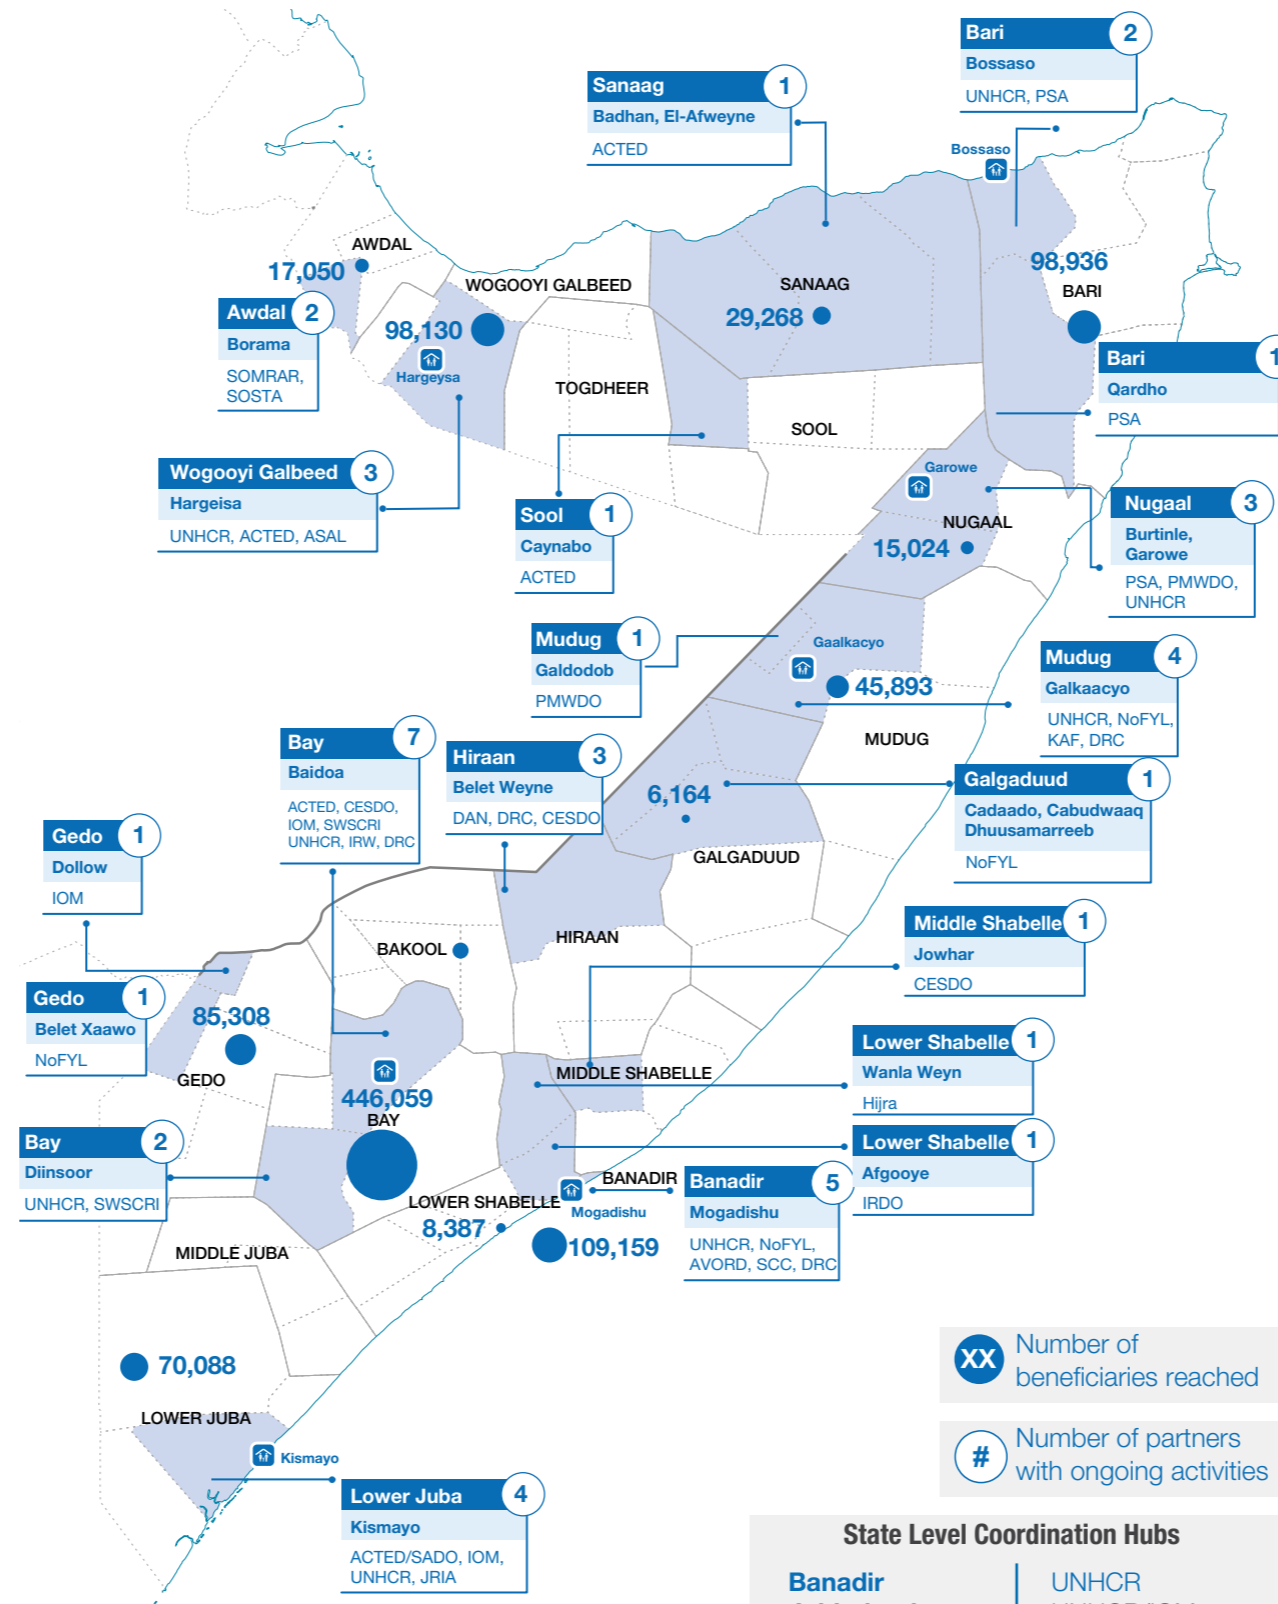 Bari 2
Bossaso
UNHCR, PSA
Sanaag 1
Badhan, El-Afweyne
ACTED
Bossaso
AWDAL
17,050
WOGOOYI GALBEED
SANAAG
29,268
98,936
BARI
Awdal 2
Borama
SOMRAR,
SOSTA
98,130
Hargeysa
TOGDHEER
SOOL
Bari 1
Qardho
PSA
Wogooyi Galbeed 3
Hargeisa
UNHCR, ACTED, ASAL
Garowe
NUGAAL
15,024
Sool 1
Caynabo
ACTED
Nugaal 3
Burtinle,
Garowe
PSA, PMWDO,
UNHCR
Mudug 1
Galdodob
PMWDO
Gaalkacyo
45,893
MUDUG
Mudug 4
Galkaacyo
UNHCR, NoFYL,
KAF, DRC
Bay 7
Baidoa
ACTED, CESDO,
IOM, SWSCRI
UNHCR, IRW, DRC
Hiraan 3
Belet Weyne
DAN, DRC, CESDO
6,164
GALGADUUD
Galgaduud 1
Cadaado, Cabudwaaq
Dhuusamarreeb
NoFYL
Gedo 1
Dollow
IOM
BAKOOL
HIRAAN
Middle Shabelle 1
Jowhar
CESDO
Gedo 1
Belet Xaawo
NoFYL
85,308
GEDO
446,059
BAY
MIDDLE SHABELLE
Lower Shabelle 1
Wanla Weyn
Hijra
Lower Shabelle 1
Afgooye
IRDO
Bay 2
Diinsoor
UNHCR, SWSCRI
BANADIR
Mogadishu
LOWER SHABELLE
8,387
109,159
Banadir 5
Mogadishu
UNHCR, NoFYL,
AVORD, SCC, DRC
MIDDLE JUBA
70,088
LOWER JUBA
Kismayo
Lower Juba 4
Kismayo
ACTED/SADO, IOM,
UNHCR, JRIA
XX Number of
beneficiaries reached
# Number of partners
with ongoing activities
State Level Coordination Hubs
Banadir UNHCR